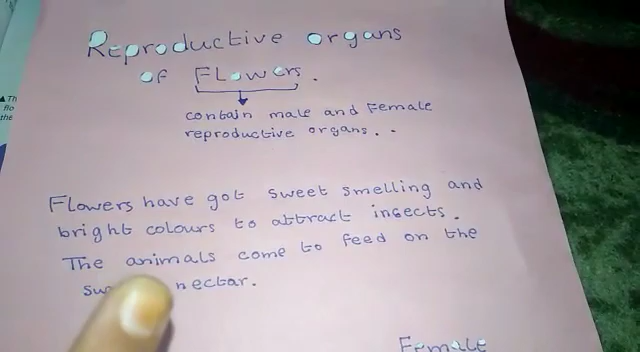 Reproductive organs
of Flowers.
contain male and Female
reproductive organs..
Flowers have got sweet smelling and
bright colours to attract insects.
The animals come to feed on the
nectar.
Female